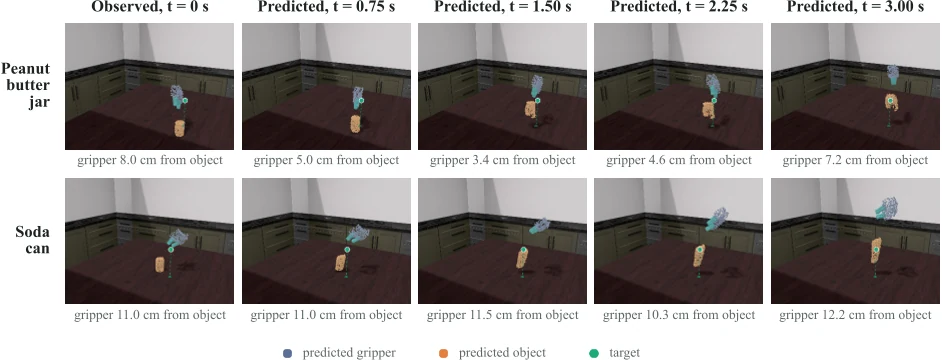 Observed, t = 0 s Predicted, t = 0.75 s Predicted, t = 1.50 s Predicted, t = 2.25 s Predicted, t = 3.00 s
Peanut
butter
jar
gripper 8.0 cm from object gripper 5.0 cm from object gripper 3.4 cm from object gripper 4.6 cm from object gripper 7.2 cm from object
Soda
can
gripper 11.0 cm from object gripper 11.0 cm from object gripper 11.5 cm from object gripper 10.3 cm from object gripper 12.2 cm from object
predicted gripper predicted object target